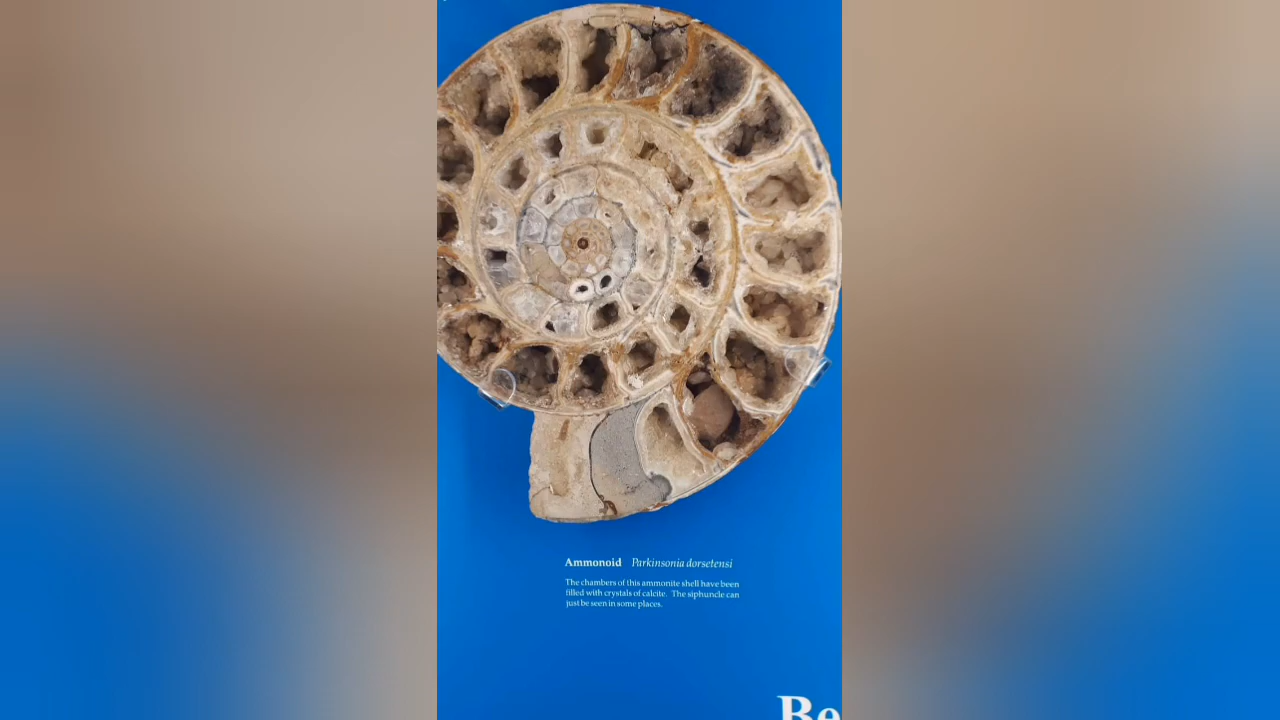 Ammonoid Parkinsonia dorsetensi
The chambers of this ammonite shell have been
filled with crystals of calcite. The siphuncle can
just be seen in some places.
Re